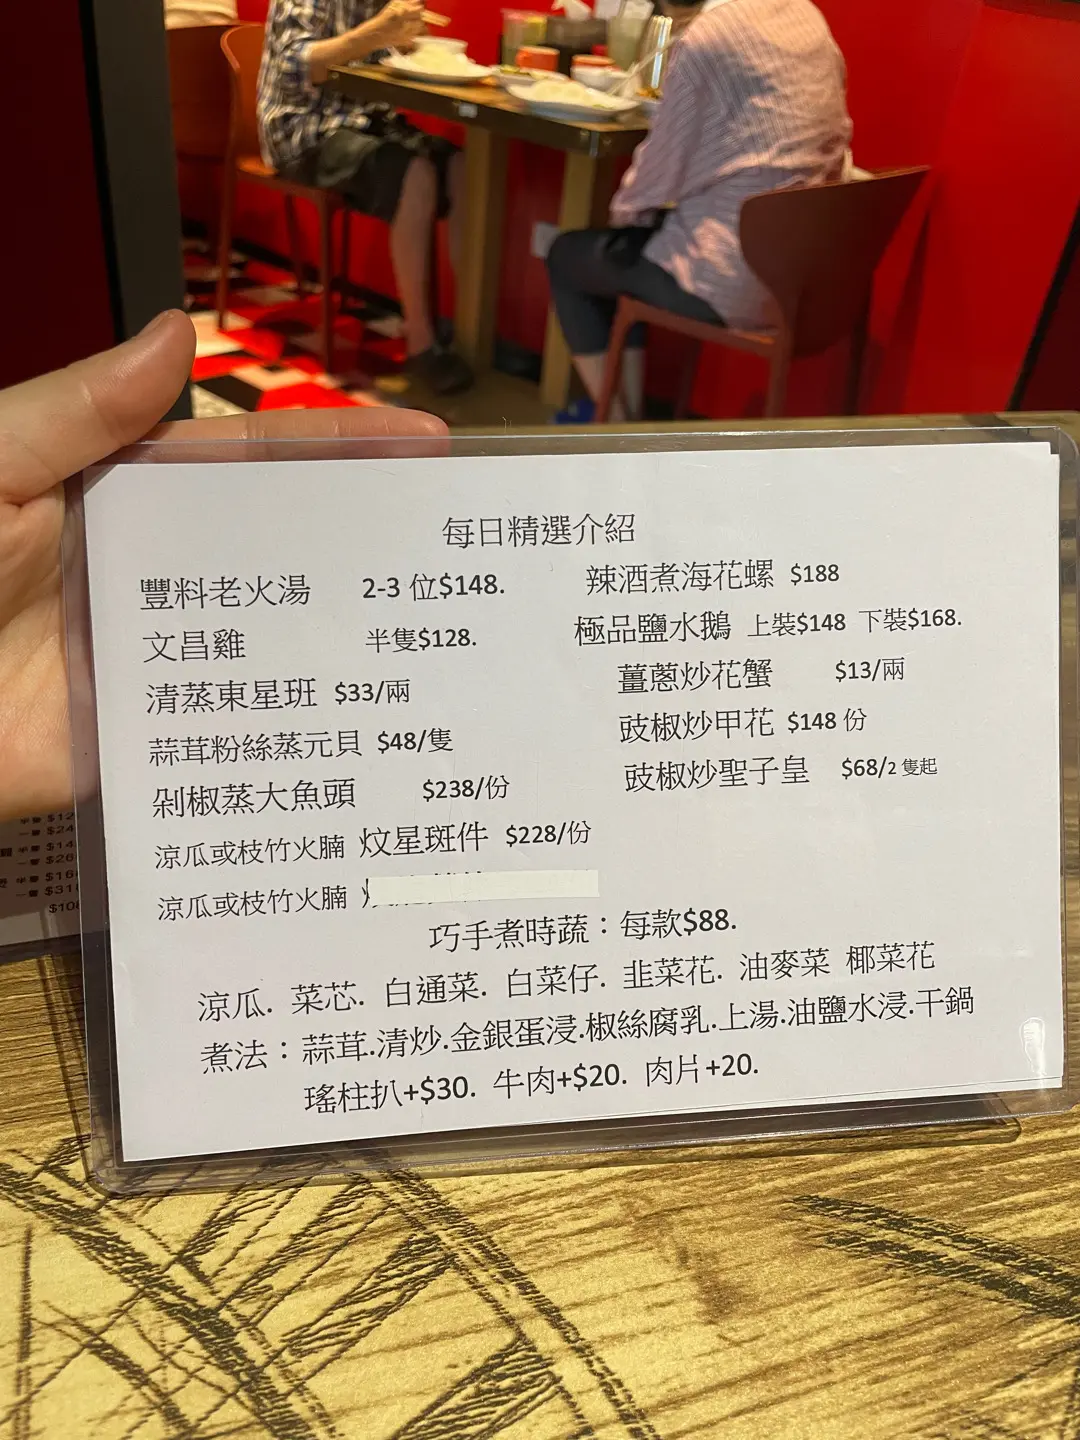 每日精選介紹
豐料老火湯 2-3 位$148.
辣酒煮海花螺 $188
文昌雞 半隻$128.
極品鹽水鵝 上裝$148 下裝$168.
清蒸東星班 $33/兩
薑蔥炒花蟹 $13/兩
蒜茸粉絲蒸元貝 $48/隻
豉椒炒甲花 $148 份
剁椒蒸大魚頭 $238/份
豉椒炒聖子皇 $68/2 隻起
涼瓜或枝竹火腩 炆星斑件 $228/份
涼瓜或枝竹火腩
巧手煮時蔬：每款$88.
涼瓜. 菜芯. 白通菜. 白菜仔. 韭菜花. 油麥菜 椰菜花
煮法：蒜茸.清炒.金銀蛋浸.椒絲腐乳.上湯.油鹽水浸.干鍋
瑤柱扒+$30. 牛肉+$20. 肉片+20.